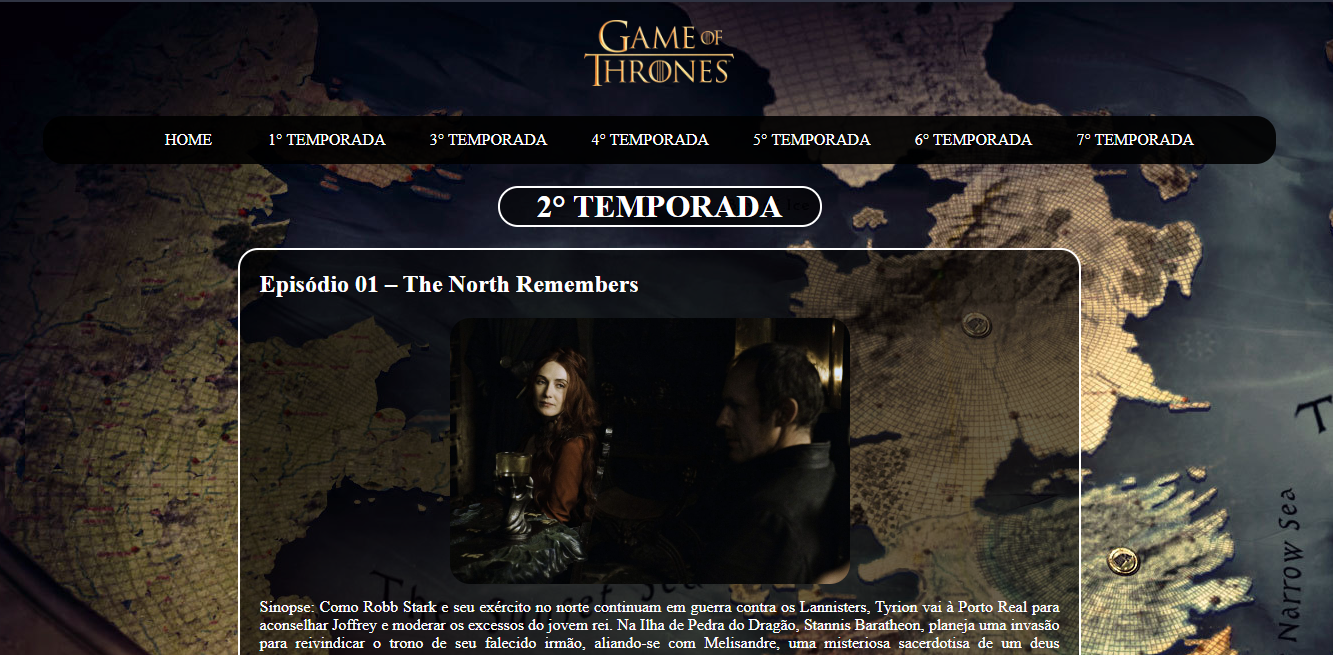 GAME OF
THRONES
HOME 1° TEMPORADA 3° TEMPORADA 4° TEMPORADA 5° TEMPORADA 6° TEMPORADA 7° TEMPORADA
2° TEMPORADA
Episódio 01 – The North Remembers
Sinopse: Como Robb Stark e seu exército no norte continuam em guerra contra os Lannisters, Tyrion vai à Porto Real para
aconselhar Joffrey e moderar os excessos do jovem rei. Na Ilha de Pedra do Dragão, Stannis Baratheon, planeja uma invasão
para reivindicar o trono de seu falecido irmão, aliando-se com Melisandre, uma misteriosa sacerdotisa de um deus
Narrow Sea